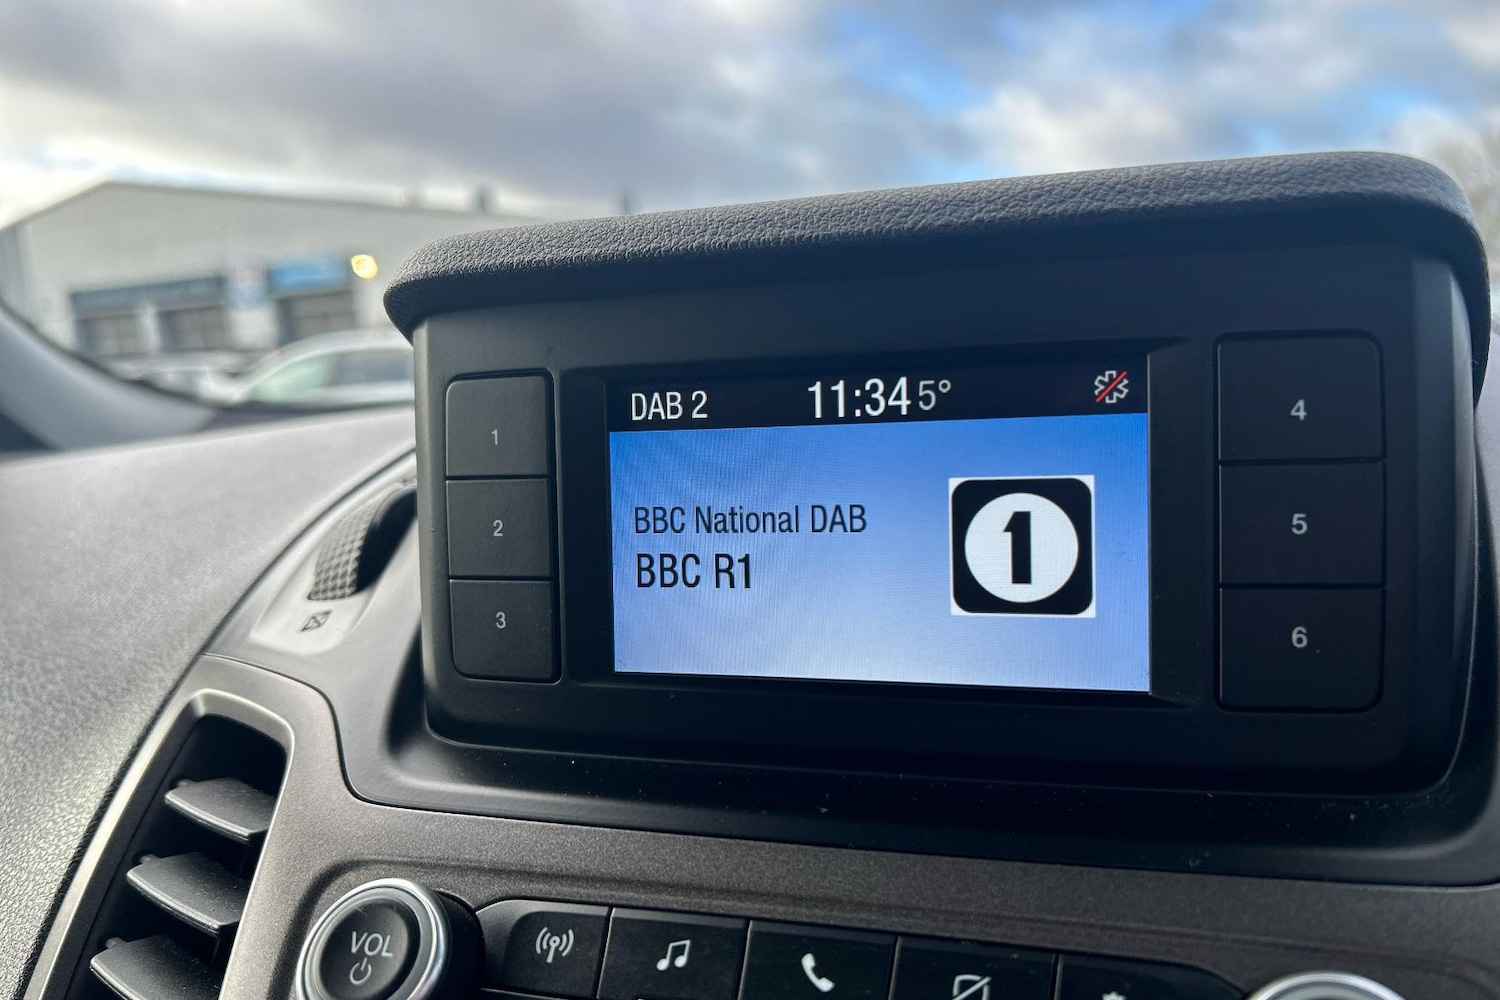 DAB 2 11:34 5°
BBC National DAB
BBC R1
1
1
2
3
4
5
6
VOL